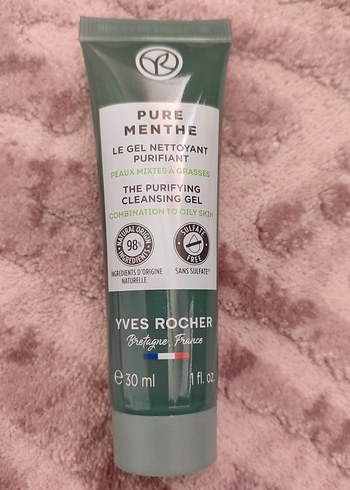 YR
PURE
MENTHE
LE GEL NETTOYANT
PURIFIANT
PEAUX MIXTES À GRASSES
THE PURIFYING
CLEANSING GEL
COMBINATION TO OILY SKIN
NATURAL ORIGIN
98%
INGREDIENTS
SULFATE
FREE
INGRÉDIENTS D'ORIGINE
NATURELLE
SANS SULFATE
YVES ROCHER
Bretagne, France
℮ 30 ml
1 fl. oz.